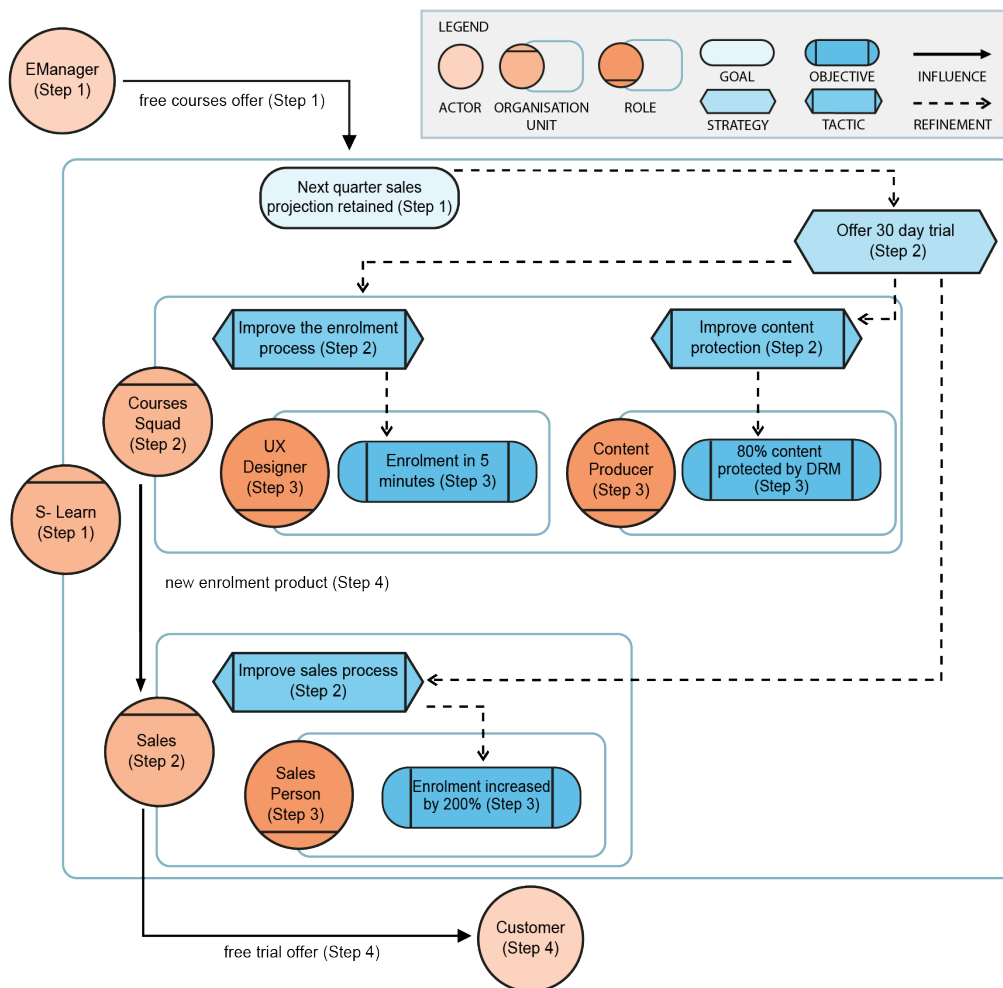 LEGEND
ACTOR
ORGANISATION
UNIT
ROLE
GOAL
STRATEGY
OBJECTIVE
TACTIC
INFLUENCE
REFINEMENT
EManager
(Step 1)
free courses offer (Step 1)
Next quarter sales
projection retained (Step 1)
Offer 30 day trial
(Step 2)
Improve the enrolment
process (Step 2)
Improve content
protection (Step 2)
Courses
Squad
(Step 2)
UX
Designer
(Step 3)
Enrolment in 5
minutes (Step 3)
Content
Producer
(Step 3)
80% content
protected by DRM
(Step 3)
S- Learn
(Step 1)
new enrolment product (Step 4)
Improve sales process
(Step 2)
Sales
(Step 2)
Sales
Person
(Step 3)
Enrolment increased
by 200% (Step 3)
free trial offer (Step 4)
Customer
(Step 4)